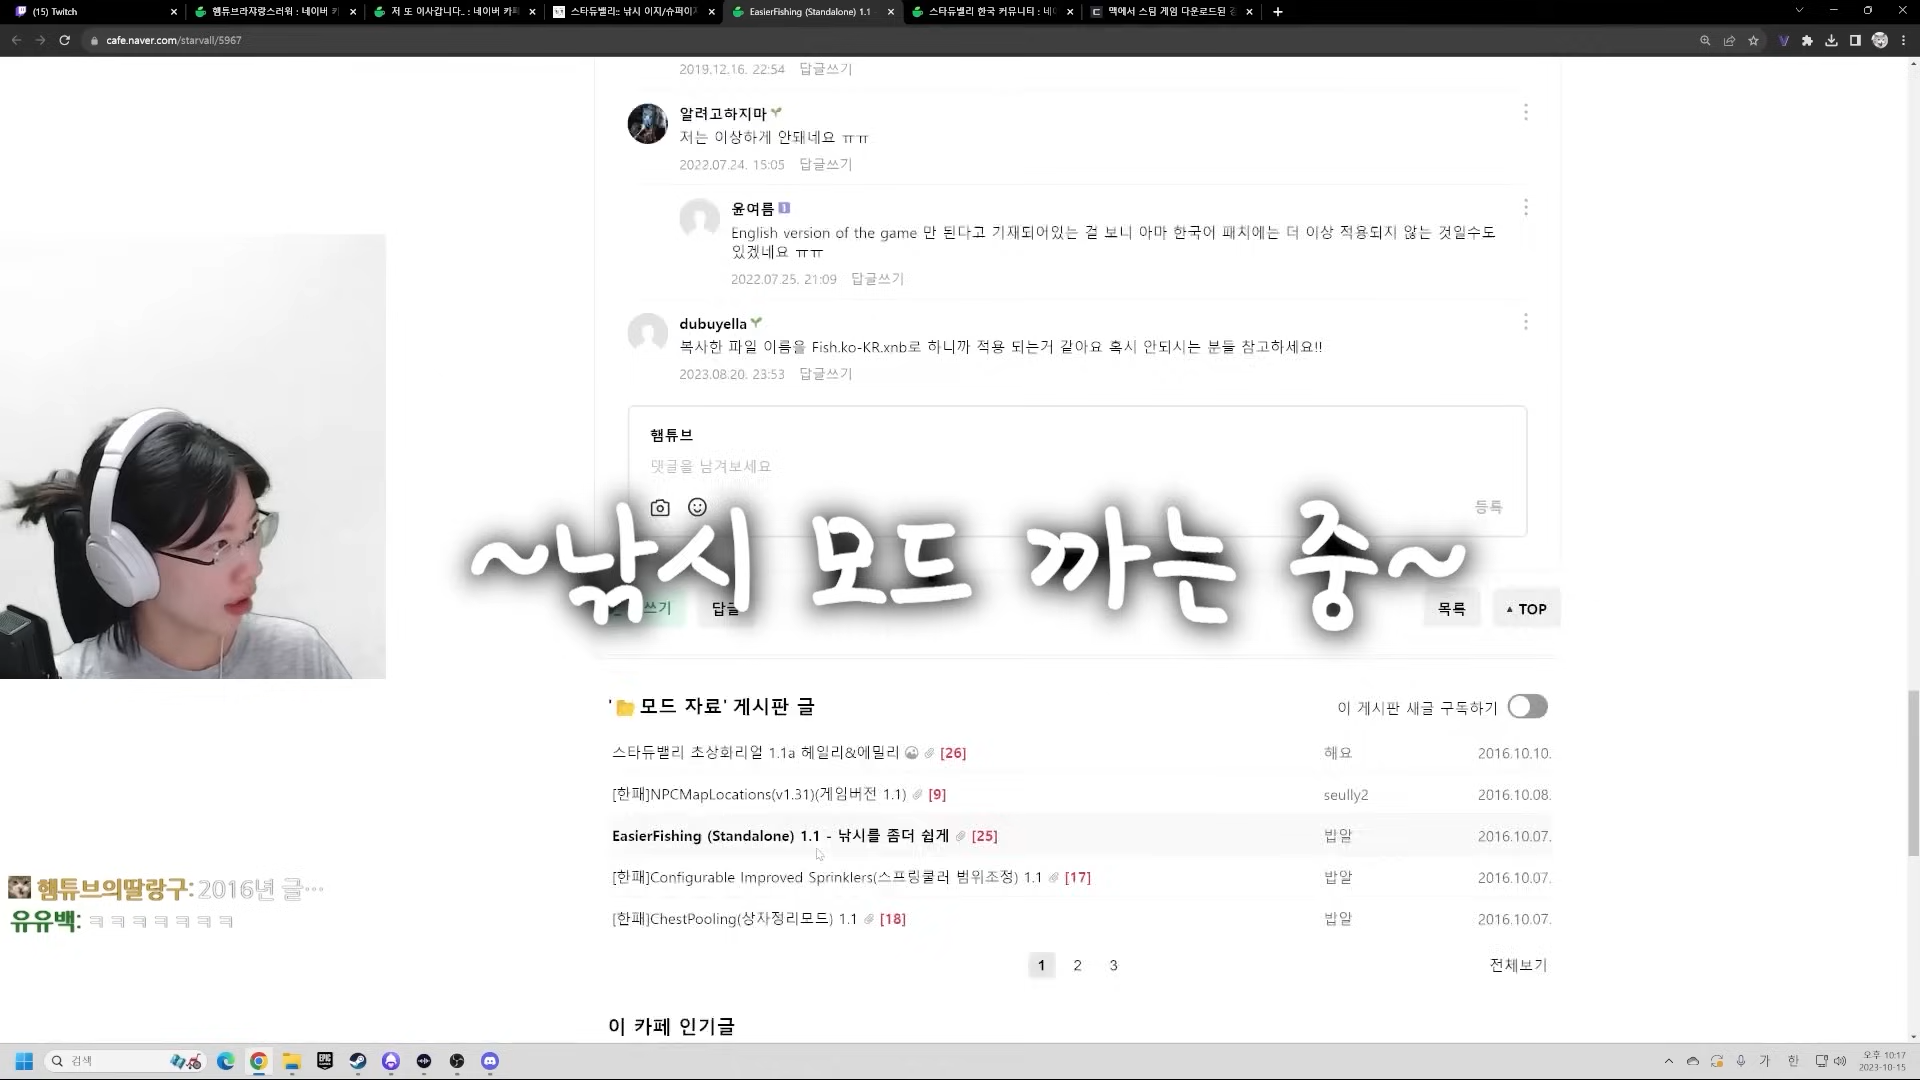 (15) Twitch
햄튜브라자랑스러워 : 네이버 카
저 또 이사갑니다.. : 네이버 카페
스타듀밸리:: 낚시 이지/슈퍼이지
EasierFishing (Standalone) 1.1
스타듀밸리 한국 커뮤니티 : 네이
맥에서 스팀 게임 다운로드된
cafe.naver.com/starvall/5967
2019.12.16. 22:54 답글쓰기
알려고하지마
저는 이상하게 안돼네요 ㅠㅠ
2022.07.24. 15:05 답글쓰기
윤여름
English version of the game 만 된다고 기재되어있는 걸 보니 아마 한국어 패치에는 더 이상 적용되지 않는 것일수도
있겠네요 ㅠㅠ
2022.07.25. 21:09 답글쓰기
dubuyella
복사한 파일 이름을 Fish.ko-KR.xnb로 하니까 적용 되는거 같아요 혹시 안되시는 분들 참고하세요!!
2023.08.20. 23:53 답글쓰기
햄튜브
댓글을 남겨보세요
등록
~낚시 모드 까는 중~
쓰기 답글 목록 TOP
'모드 자료' 게시판 글
이 게시판 새글 구독하기
스타듀밸리 초상화리얼 1.1a 헤일리&에밀리 [26] 해요 2016.10.10.
[한패]NPCMapLocations(v1.31)(게임버전 1.1) [9] seully2 2016.10.08.
EasierFishing (Standalone) 1.1 - 낚시를 좀더 쉽게 [25] 밥알 2016.10.07.
[한패]Configurable Improved Sprinklers(스프링쿨러 범위조정) 1.1 [17] 밥알 2016.10.07.
[한패]ChestPooling(상자정리모드) 1.1 [18] 밥알 2016.10.07.
1 2 3 전체보기
이 카페 인기글
햄튜브의딸랑구: 2016년 글…
유유백: ㅋㅋㅋㅋㅋㅋㅋ
검색
가 한
오후 10:17
2023-10-15